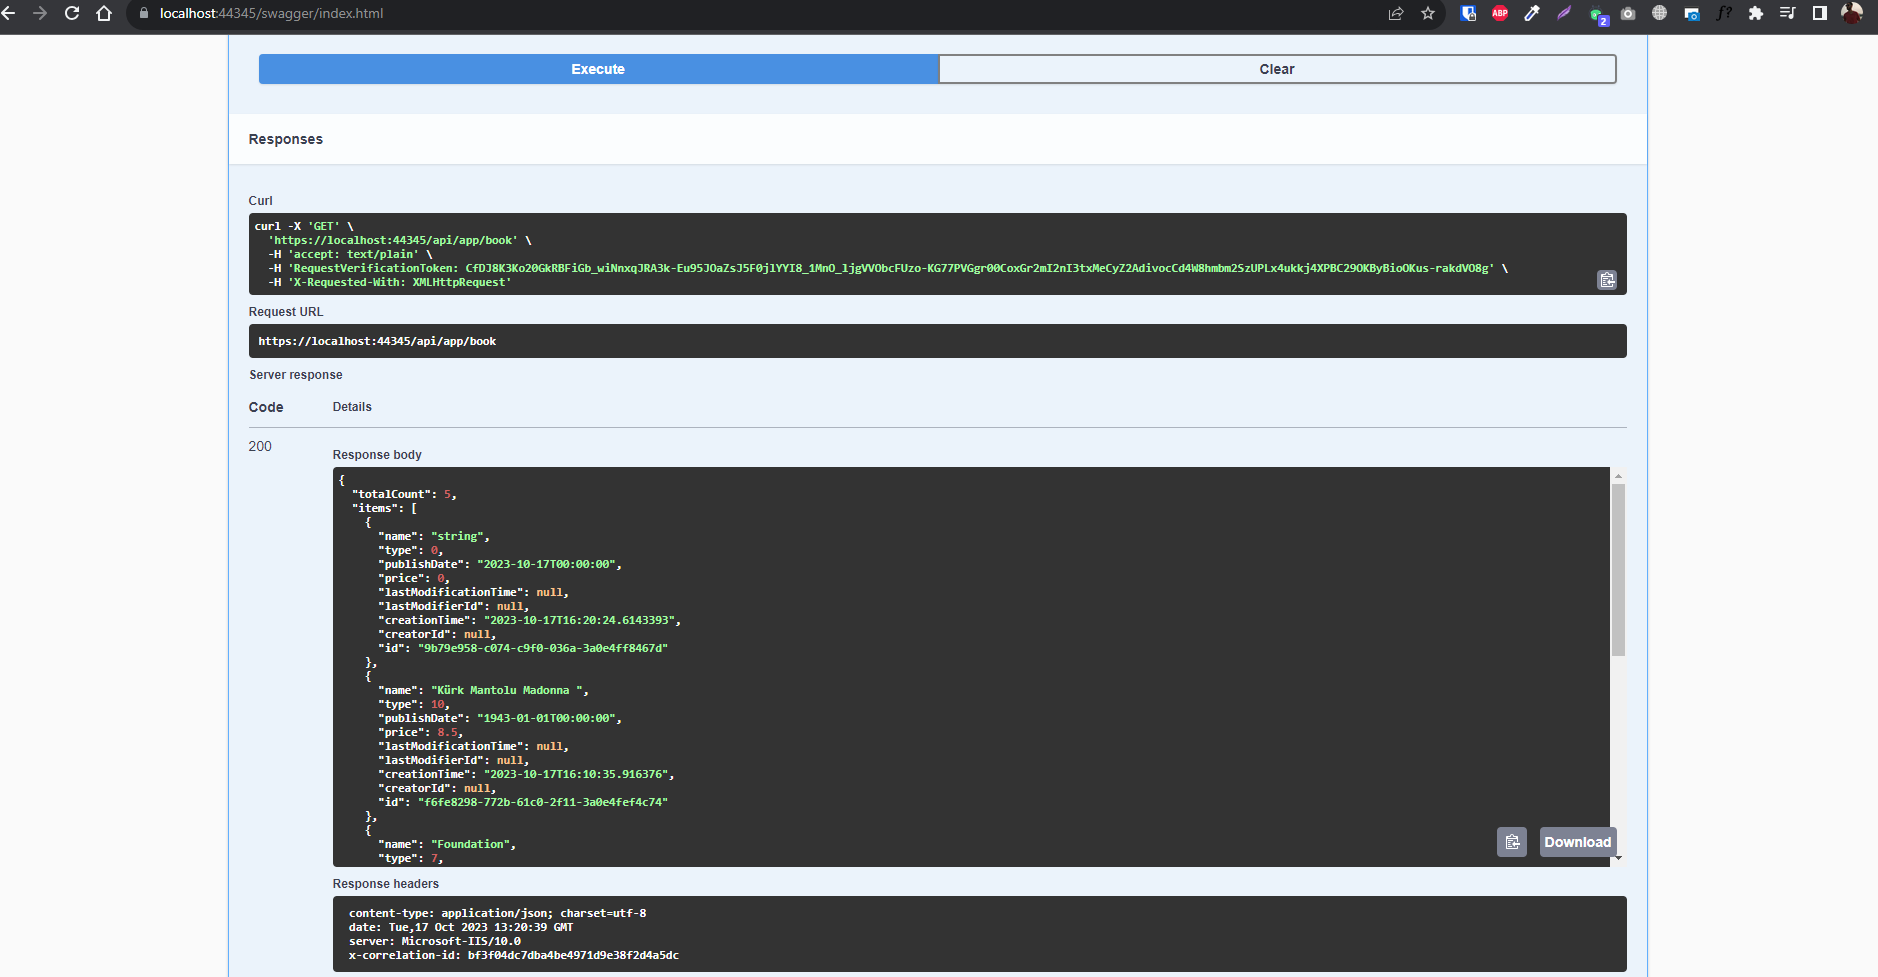 localhost:44345/swagger/index.html
ABP
2
f?
Execute
Clear
Responses
Curl
curl -X 'GET' \
'https://localhost:44345/api/app/book' \
-H 'accept: text/plain' \
-H 'RequestVerificationToken: CfDJ8K3Ko20GkRBFiGb_wiNnxqJRA3k-Eu95JOaZsJ5F0jlYYI8_1MnO_ljgVVObcFUzo-KG77PVGgr00CoxGr2mI2nI3txMeCyZ2AdivocCd4W8hmbm2SzUPLx4ukkj4XPBC29OKByBioOKus-rakdVO8g' \
-H 'X-Requested-With: XMLHttpRequest'
Request URL
https://localhost:44345/api/app/book
Server response
Code
Details
200
Response body
{
"totalCount": 5,
"items": [
{
"name": "string",
"type": 0,
"publishDate": "2023-10-17T00:00:00",
"price": 0,
"lastModificationTime": null,
"lastModifierId": null,
"creationTime": "2023-10-17T16:20:24.6143393",
"creatorId": null,
"id": "9b79e958-c074-c9f0-036a-3a0e4ff8467d"
},
{
"name": "Kürk Mantolu Madonna ",
"type": 10,
"publishDate": "1943-01-01T00:00:00",
"price": 8.5,
"lastModificationTime": null,
"lastModifierId": null,
"creationTime": "2023-10-17T16:10:35.916376",
"creatorId": null,
"id": "f6fe8298-772b-61c0-2f11-3a0e4fef4c74"
},
{
"name": "Foundation",
"type": 7,
Download
Response headers
content-type: application/json; charset=utf-8
date: Tue,17 Oct 2023 13:20:39 GMT
server: Microsoft-IIS/10.0
x-correlation-id: bf3f04dc7dba4be4971d9e38f2d4a5dc